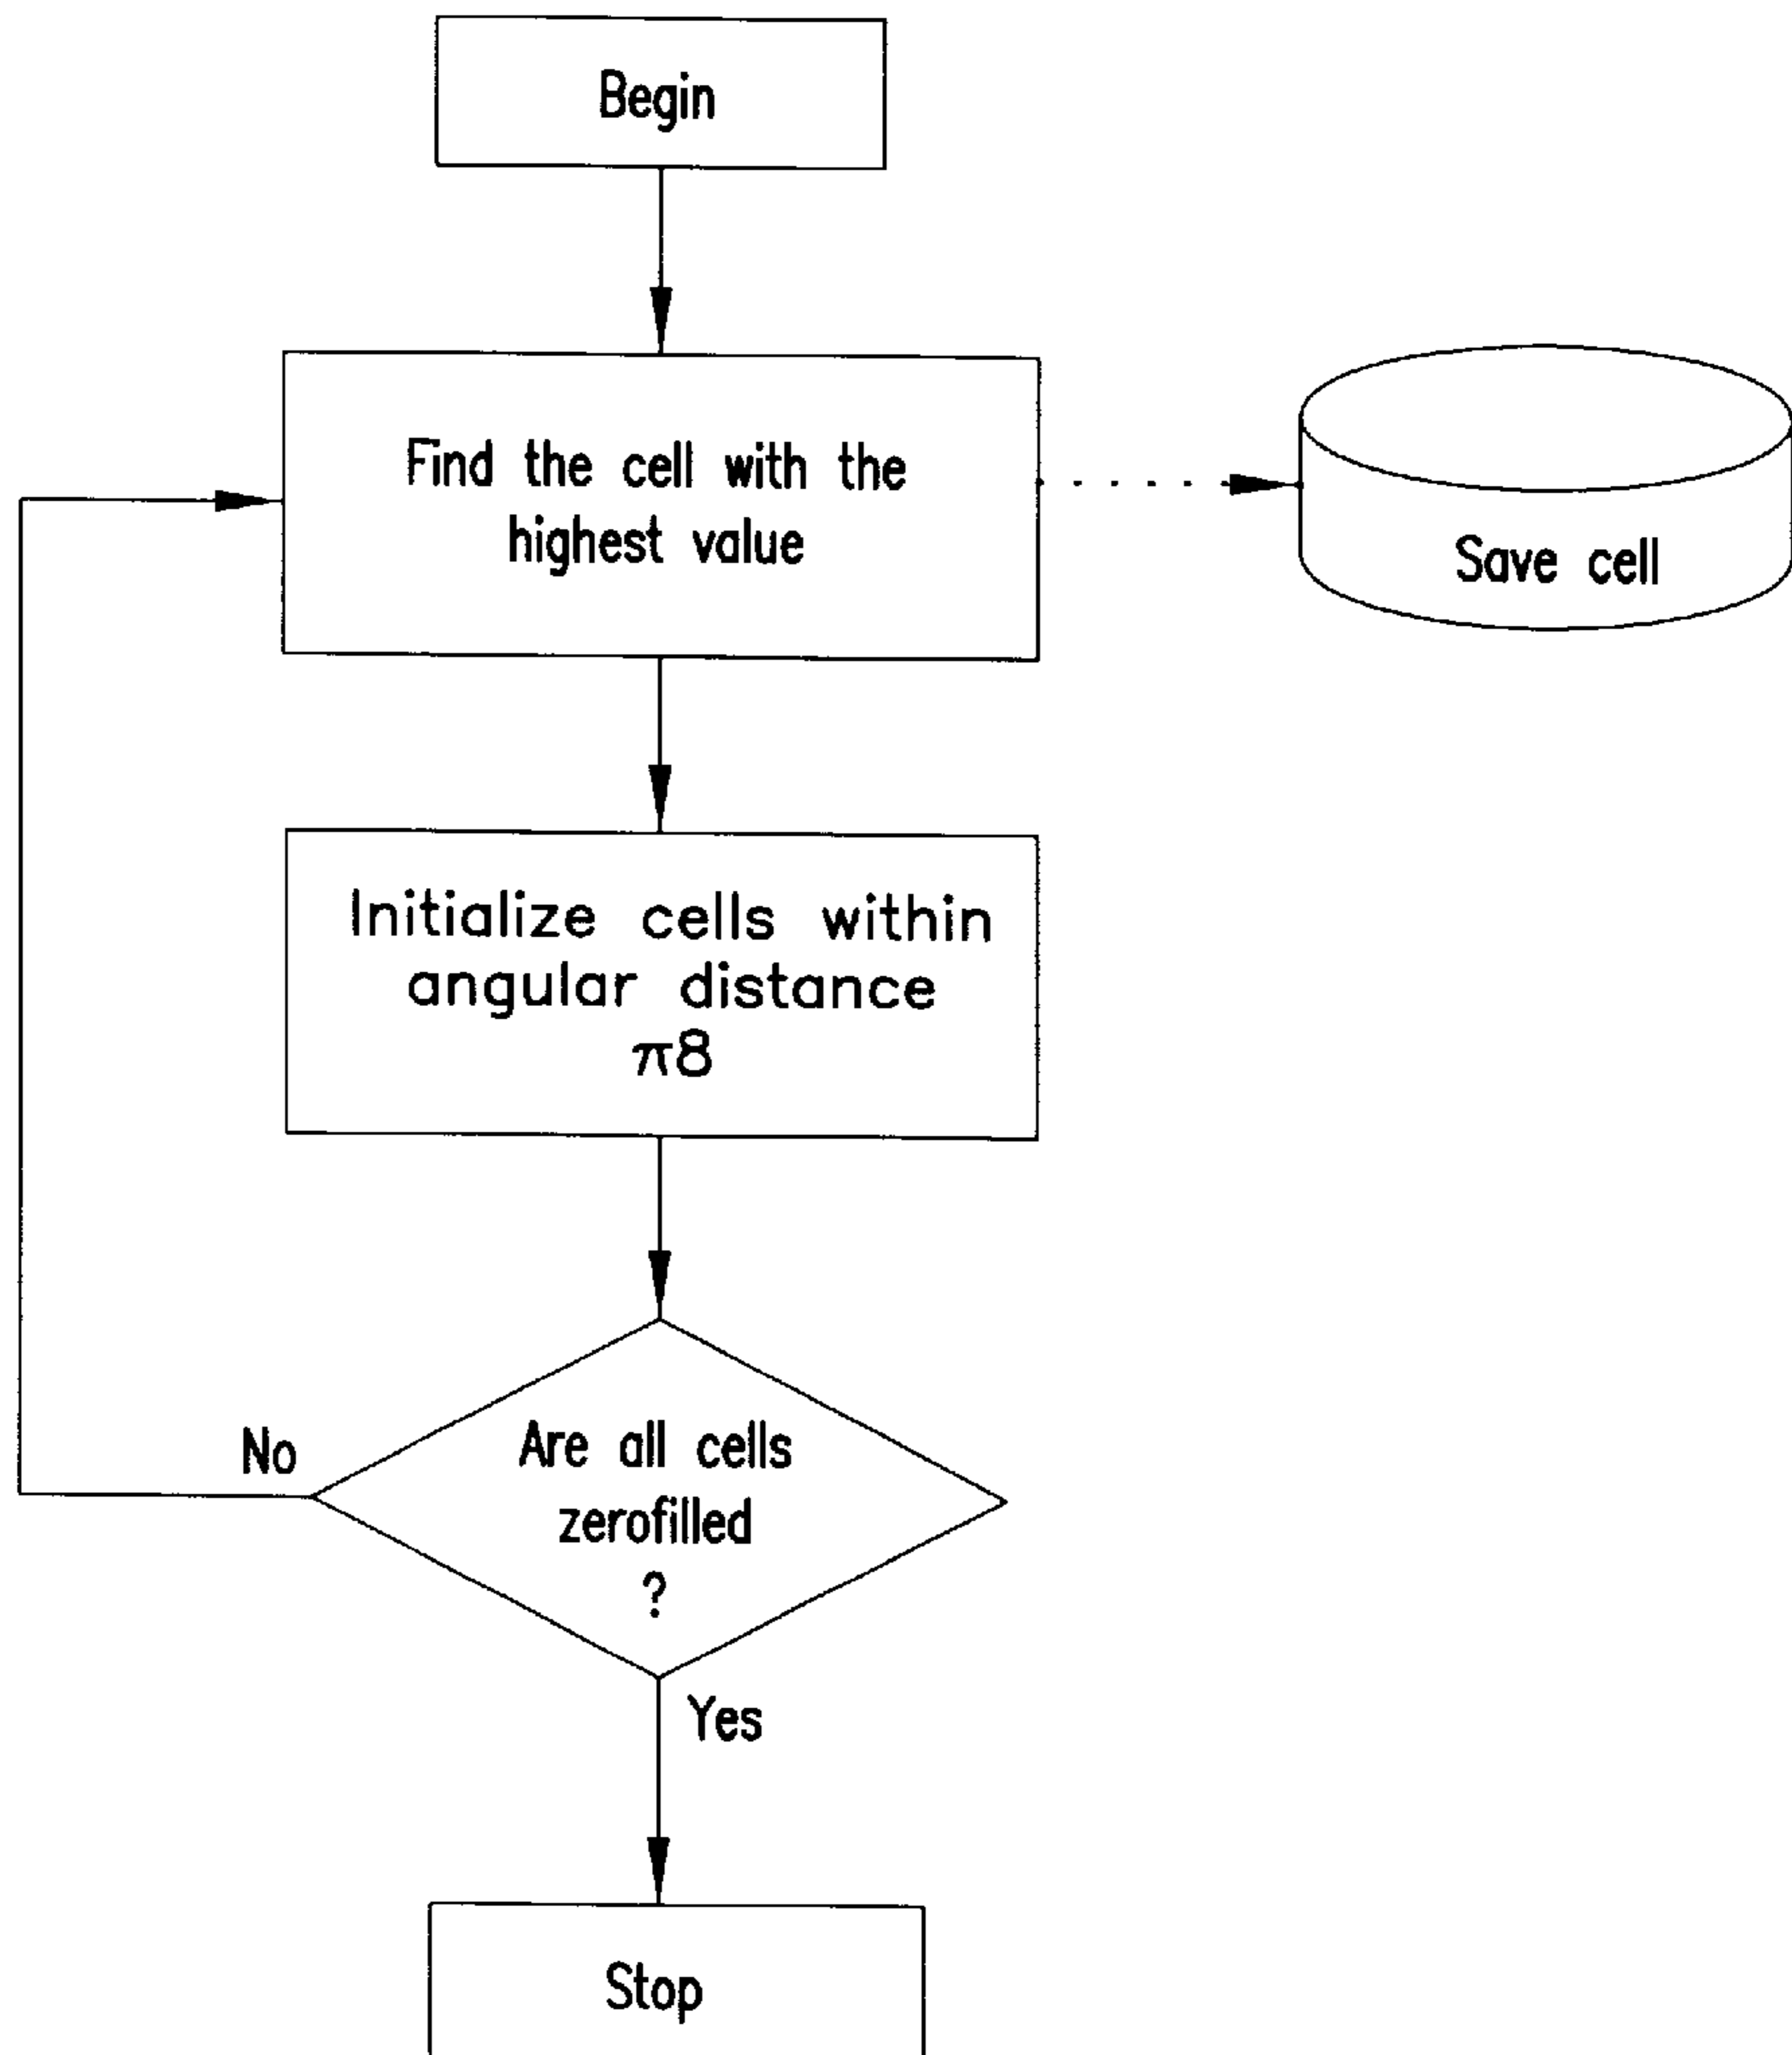 Begin
Find the cell with the
highest value
Save cell
Initialize cells within
angular distance
π8
No
Are all cells
zerofilled
?
Yes
Stop